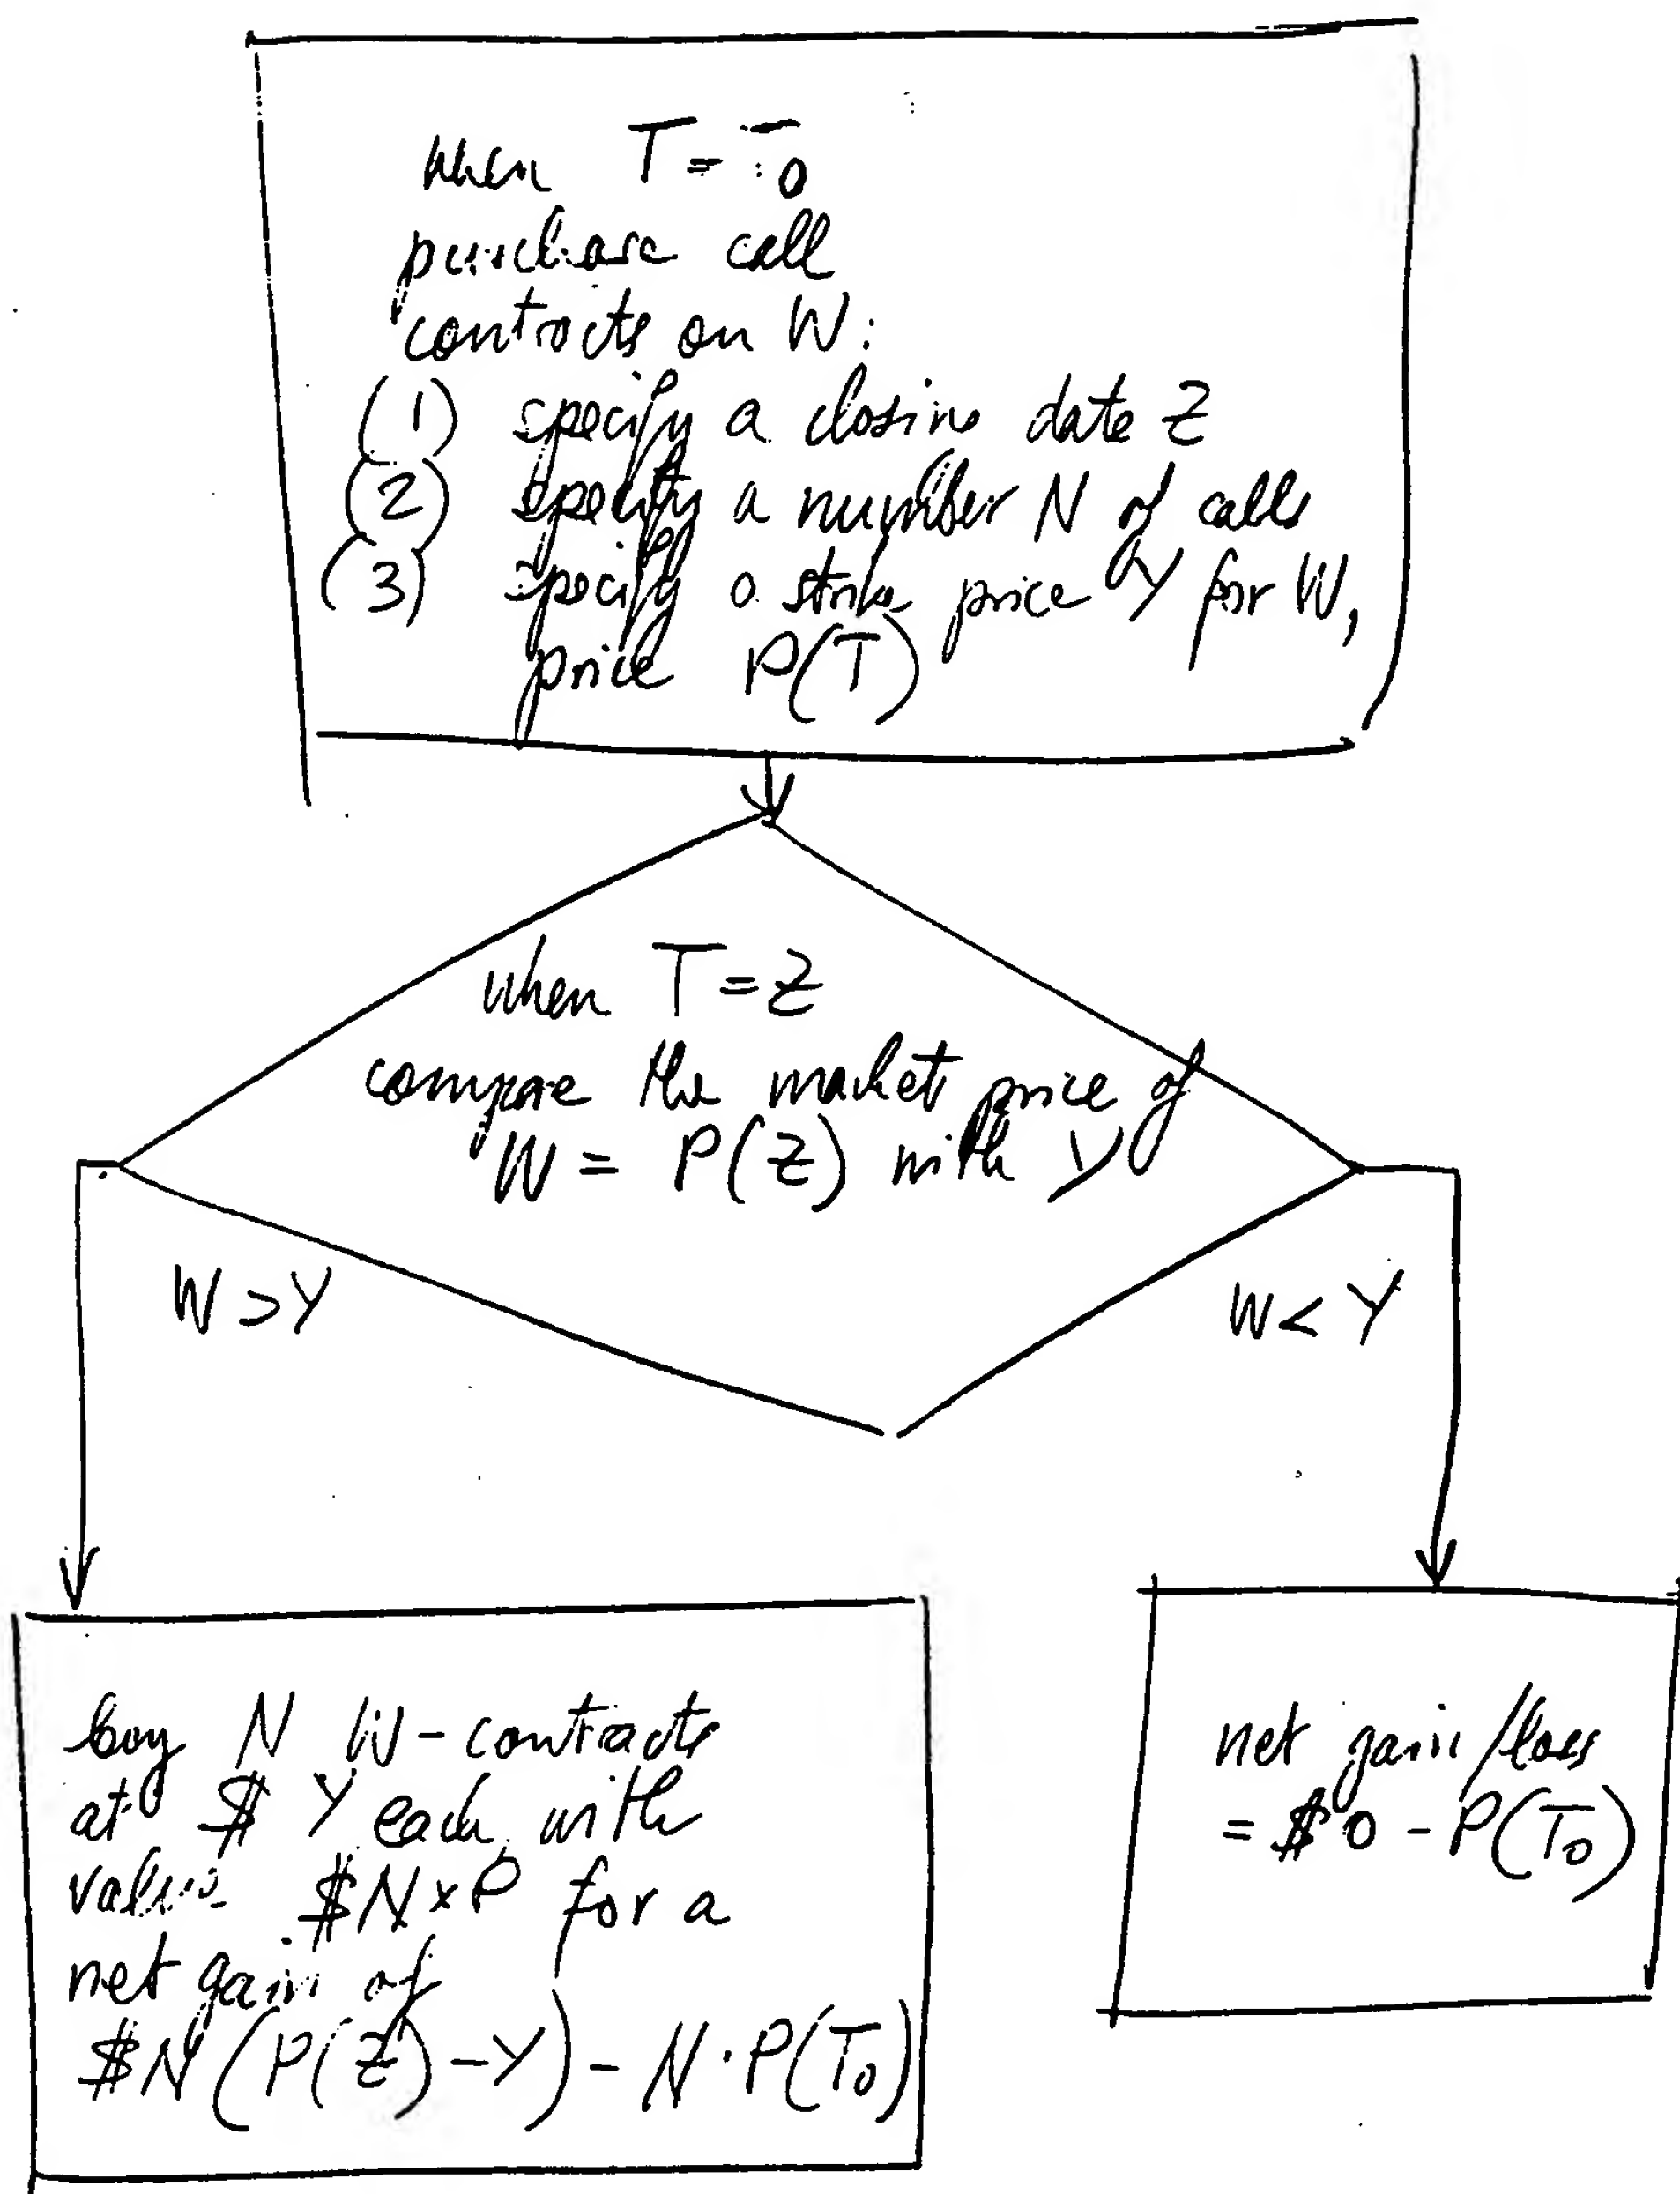 when T = T0
purchase call
contracts on W:
(1) specify a closing date Z
(2) specify a number N of calls
(3) specify a strike price Y for W,
price P(T)
when T = Z
compare the market price of
W = P(Z) with Y
W > Y
W < Y
buy N W-contracts
at $ Y each, with
value $N x P for a
net gain of
$N (P(Z) - Y) - N · P(T0)
net gain/loss
= $0 - P(T0)